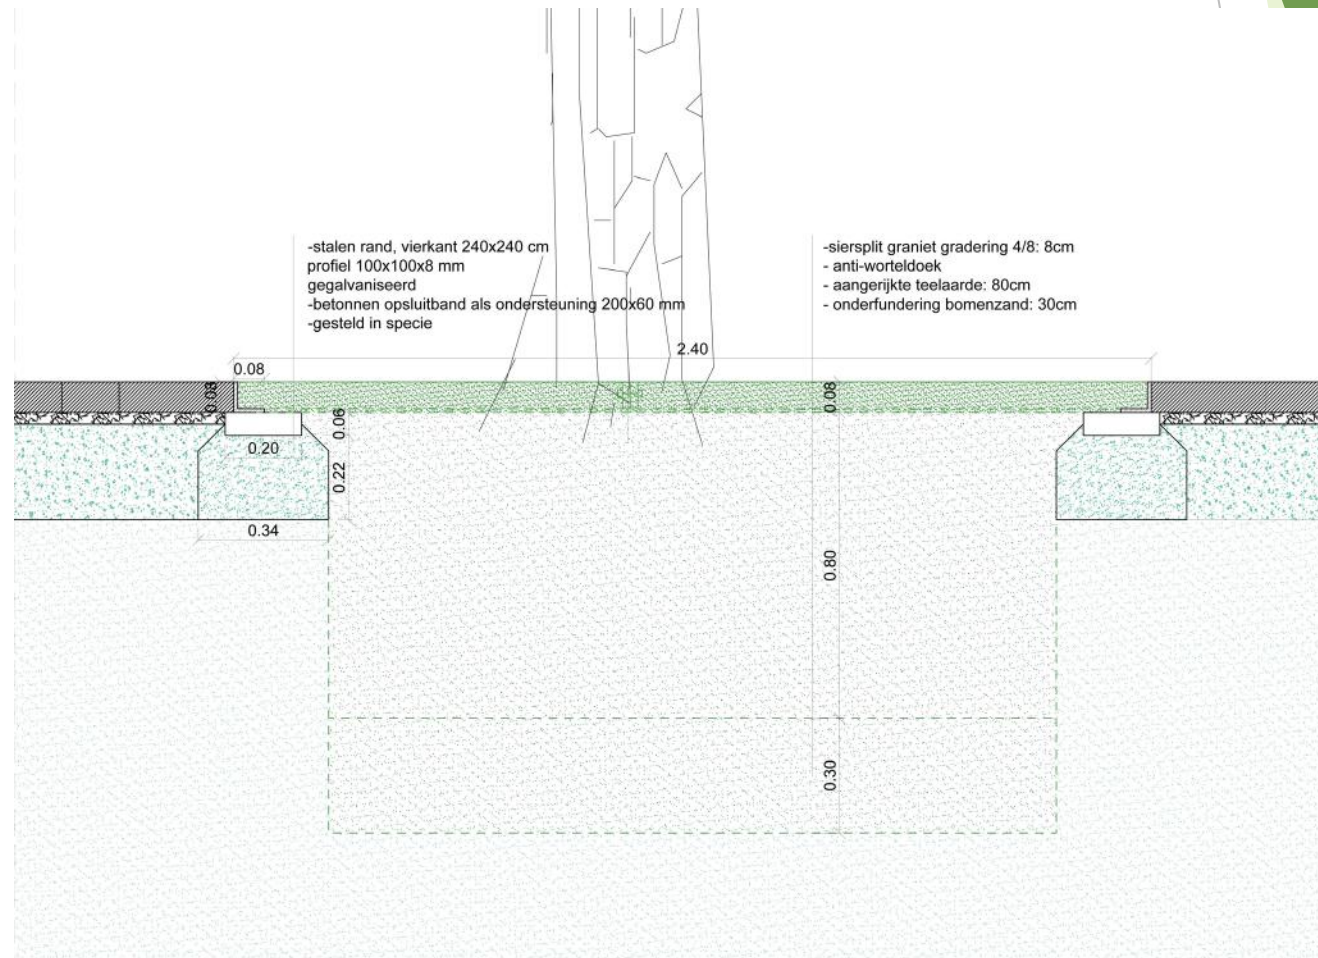 -stalen rand, vierkant 240x240 cm
profiel 100x100x8 mm
gegalvaniseerd
-betonnen opsluitband als ondersteuning 200x60 mm
-gesteld in specie
-siersplit graniet gradering 4/8: 8cm
- anti-worteldoek
- aangerijkte teelaarde: 80cm
- onderfundering bomenzand: 30cm
2.40
0.08
0.08
0.08
0.06
0.20
0.22
0.34
0.80
0.30